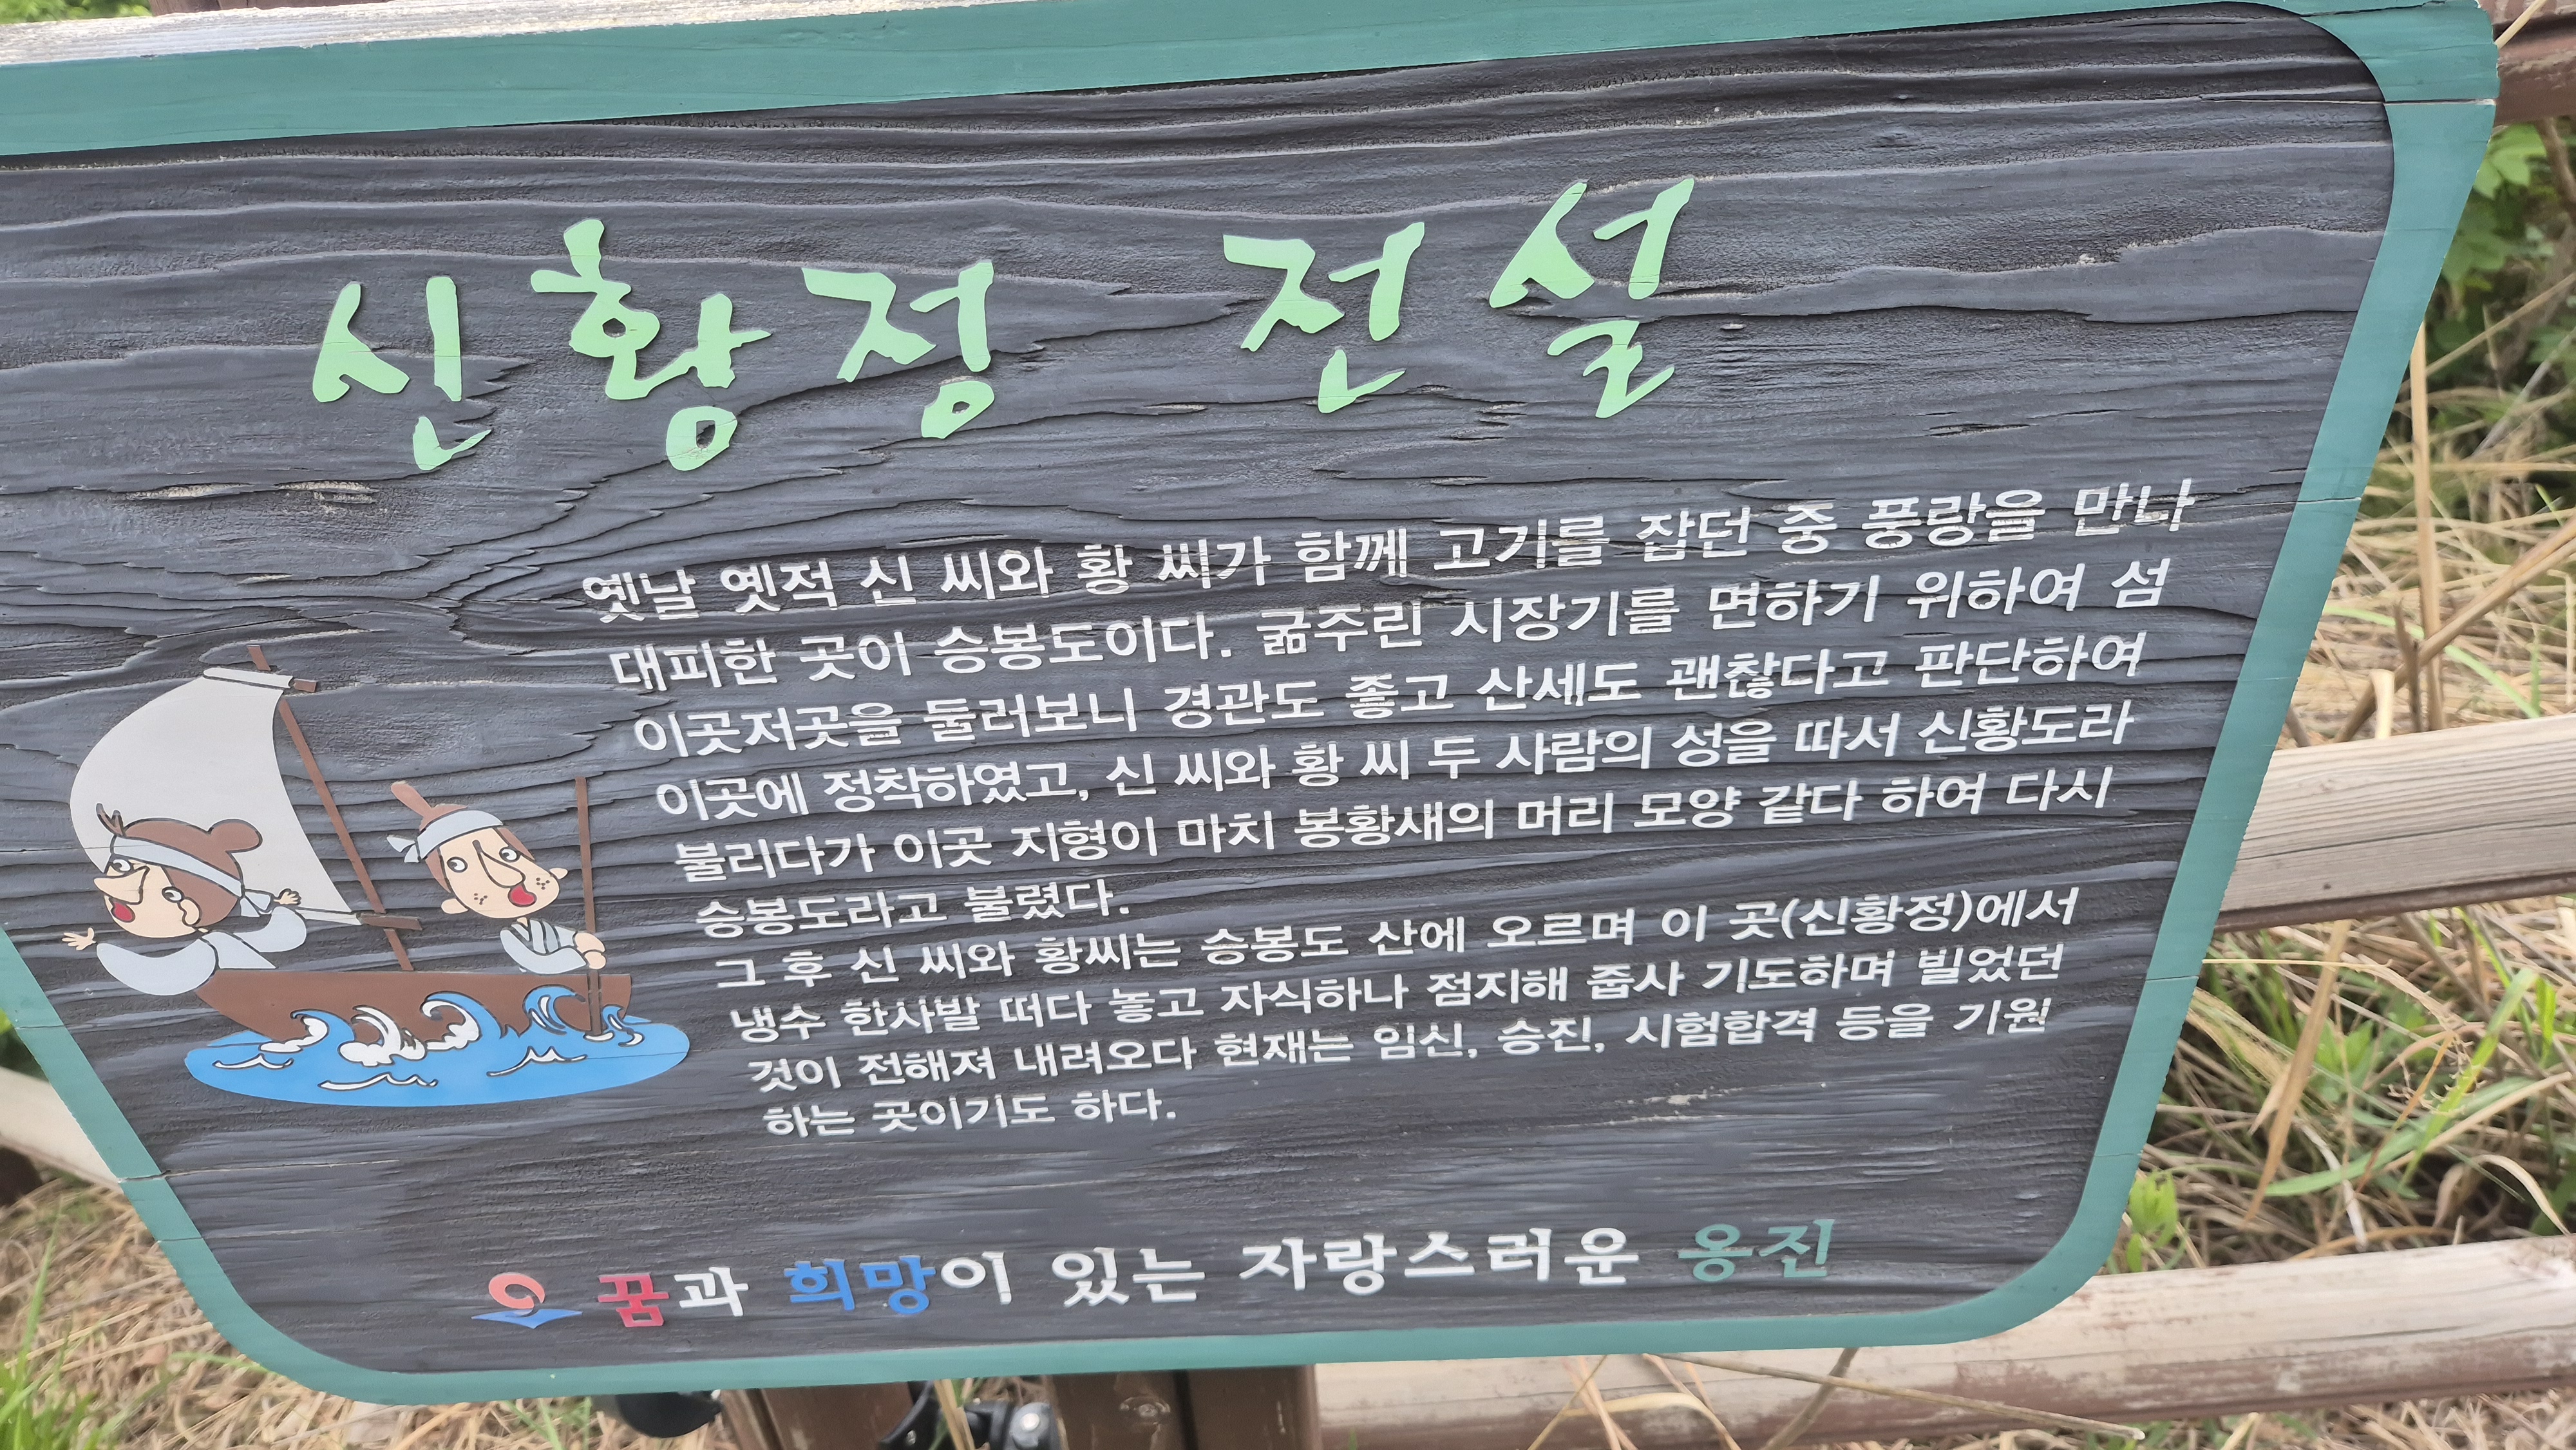 신황정 전설
옛날 옛적 신 씨와 황 씨가 함께 고기를 잡던 중 풍랑을 만나
대피한 곳이 승봉도이다. 굶주린 시장기를 면하기 위하여 섬
이곳저곳을 둘러보니 경관도 좋고 산세도 괜찮다고 판단하여
이곳에 정착하였고, 신 씨와 황 씨 두 사람의 성을 따서 신황도라
불리다가 이곳 지형이 마치 봉황새의 머리 모양 같다 하여 다시
승봉도라고 불렸다.
그 후 신 씨와 황씨는 승봉도 산에 오르며 이 곳(신황정)에서
냉수 한사발 떠다 놓고 자식하나 점지해 줍사 기도하며 빌었던
것이 전해져 내려오다 현재는 임신, 승진, 시험합격 등을 기원
하는 곳이기도 하다.
꿈과 희망이 있는 자랑스러운 옹진